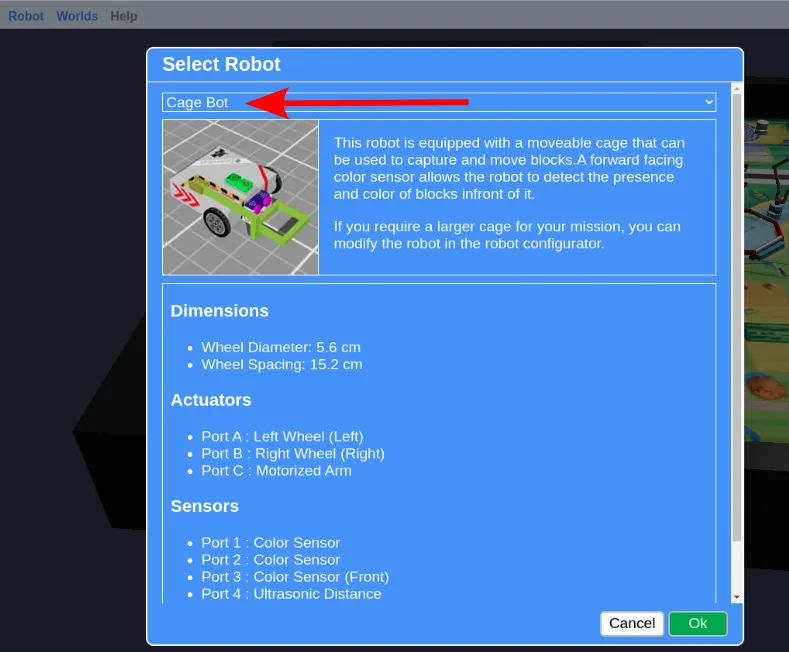 Robot Worlds Help
Select Robot
Cage Bot
This robot is equipped with a moveable cage that can
be used to capture and move blocks.A forward facing
color sensor allows the robot to detect the presence
and color of blocks infront of it.
If you require a larger cage for your mission, you can
modify the robot in the robot configurator.
Dimensions
Wheel Diameter: 5.6 cm
Wheel Spacing: 15.2 cm
Actuators
Port A : Left Wheel (Left)
Port B : Right Wheel (Right)
Port C : Motorized Arm
Sensors
Port 1 : Color Sensor
Port 2 : Color Sensor
Port 3 : Color Sensor (Front)
Port 4 : Ultrasonic Distance
Cancel Ok